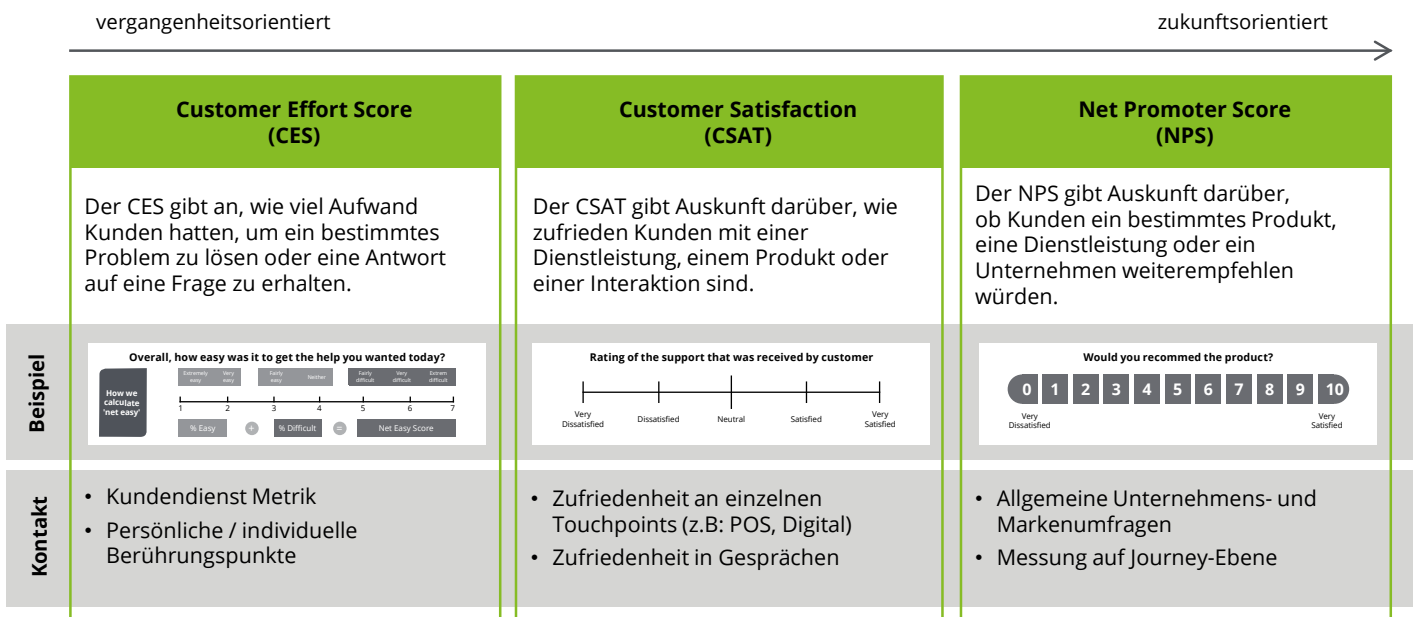 vergangenheitsorientiert
zukunftsorientiert
Customer Effort Score
(CES)
Customer Satisfaction
(CSAT)
Net Promoter Score
(NPS)
Der CES gibt an, wie viel Aufwand
Kunden hatten, um ein bestimmtes
Problem zu lösen oder eine Antwort
auf eine Frage zu erhalten.
Der CSAT gibt Auskunft darüber, wie
zufrieden Kunden mit einer
Dienstleistung, einem Produkt oder
einer Interaktion sind.
Der NPS gibt Auskunft darüber,
ob Kunden ein bestimmtes Produkt,
eine Dienstleistung oder ein
Unternehmen weiterempfehlen
würden.
Beispiel
Overall, how easy was it to get the help you wanted today?
How we
calculate
'net easy'
Extremely
easy
Very
easy
Fairly
easy
Neither
Fairly
difficult
Very
difficult
Extrem
difficult
1 2 3 4 5 6 7
% Easy + % Difficult = Net Easy Score
Rating of the support that was received by customer
Very
Dissatisfied
Dissatisfied
Neutral
Satisfied
Very
Satisfied
Would you recommed the product?
0 1 2 3 4 5 6 7 8 9 10
Very
Dissatisfied
Very
Satisfied
Kontakt
• Kundendienst Metrik
• Persönliche / individuelle
Berührungspunkte
• Zufriedenheit an einzelnen
Touchpoints (z.B: POS, Digital)
• Zufriedenheit in Gesprächen
• Allgemeine Unternehmens- und
Markenumfragen
• Messung auf Journey-Ebene